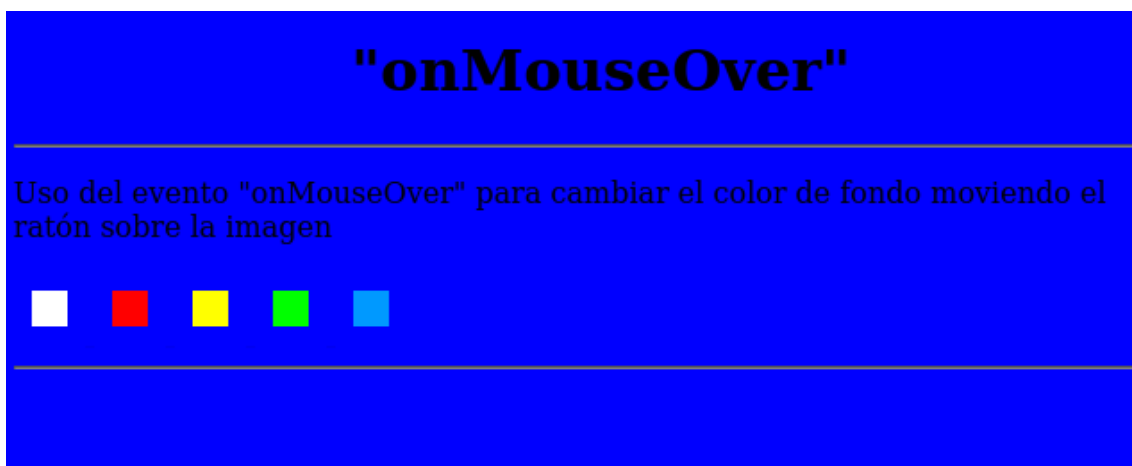 "onMouseOver"
Uso del evento "onMouseOver" para cambiar el color de fondo moviendo el
ratón sobre la imagen